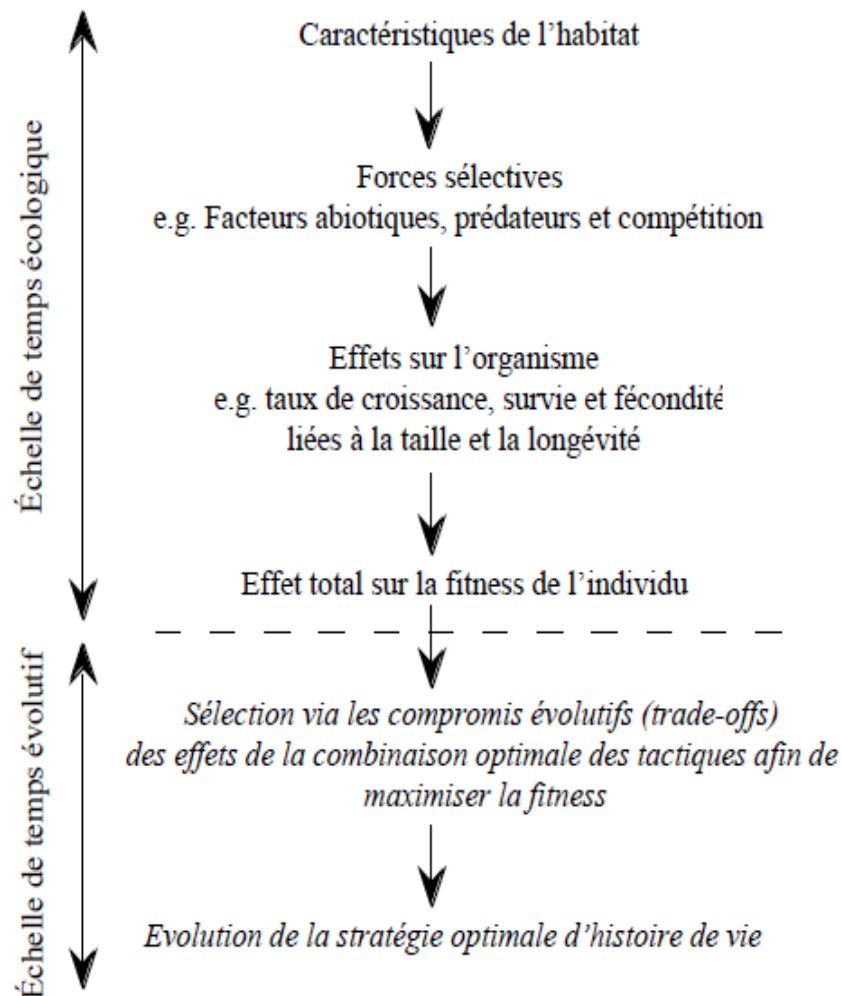 Caractéristiques de l’habitat
Forces sélectives
e.g. Facteurs abiotiques, prédateurs et compétition
Effets sur l’organisme
e.g. taux de croissance, survie et fécondité
liées à la taille et la longévité
Effet total sur la fitness de l’individu
Sélection via les compromis évolutifs (trade-offs)
des effets de la combinaison optimale des tactiques afin de
maximiser la fitness
Evolution de la stratégie optimale d’histoire de vie
Échelle de temps écologique
Échelle de temps évolutif